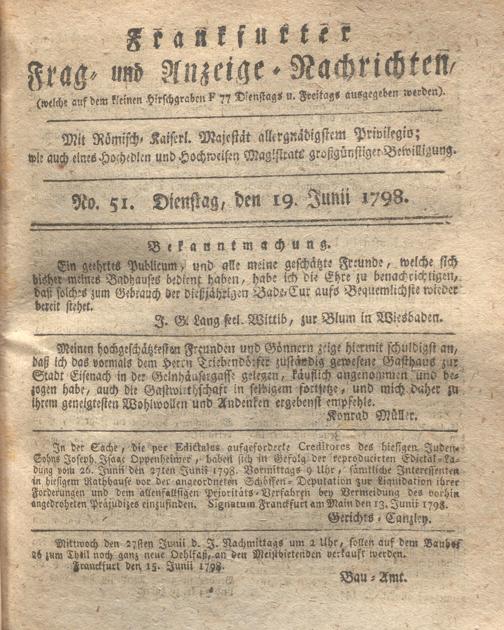 Franckfurter
Frag- und Anzeige-Nachrichten,
(welche auf dem kleinen Hirschgraben F 77 Dienstags u. Freitags ausgegeben werden).
Mit Römisch-Kaiserl. Majestät allergnädigstem Privilegio;
wie auch eines Hochedlen und Hochweisen Magistrats großgünstiger Bewilligung.
No. 51. Dienstag, den 19. Junii 1798.
Bekanntmachung.
Ein geehrtes Publicum, und alle meine geschätzte Freunde, welche sich
bisher meines Badhauses bedient haben, habe ich die Ehre zu benachrichtigen,
daß solches zum Gebrauch der dießjährigen Bade-Cur aufs Bequemlichste wieder
bereit stehet.
J. G. Lang seel. Wittib, zur Blum in Wiesbaden.
Meinen hochgeschätztesten Freunden und Gönnern zeige hiermit schuldigst an,
daß ich das vormals dem Herrn Triebendörfer zuständig gewesene Gasthaus zur
Stadt Eisenach in der Gelnhäusergasse gelegen, käuflich angenommen und be-
zogen habe, auch die Gastwirthschaft in selbigem fortsetze, und mich daher zu
ihrem geneigtesten Wohlwollen und Andenken ergebenst empfehle.
Konrad Müller.
In der Sache, die per Edictales aufgeforderte Creditores des hiesigen Juden-
Sohns Joseph Isaac Oppenheimer, haben sich in Gefolg der reproducirten Edictal-La-
dung vom 26. Junii den 27ten Junii 1798. Vormittags 9 Uhr, sämtliche Interessenten
in hiesigem Rathhause vor der angeordneten Schöffen-Deputation zur Liquidation ihrer
Forderungen und dem allenfallsigen Prioritäts-Verfahren bey Vermeidung des vorhin
angedroheten Präjudizes einzufinden. Signatum Franckfurt am Main den 13. Junii 1798.
Gerichts-Canzley.
Mittwoch den 27sten Junii d. J. Nachmittags um 2 Uhr, sollen auf dem Bauhof
26 zum Theil noch ganz neue Oehlfaß, an den Meistbietenden verkauft werden.
Franckfurt den 15. Junii 1798.
Bau-Amt.